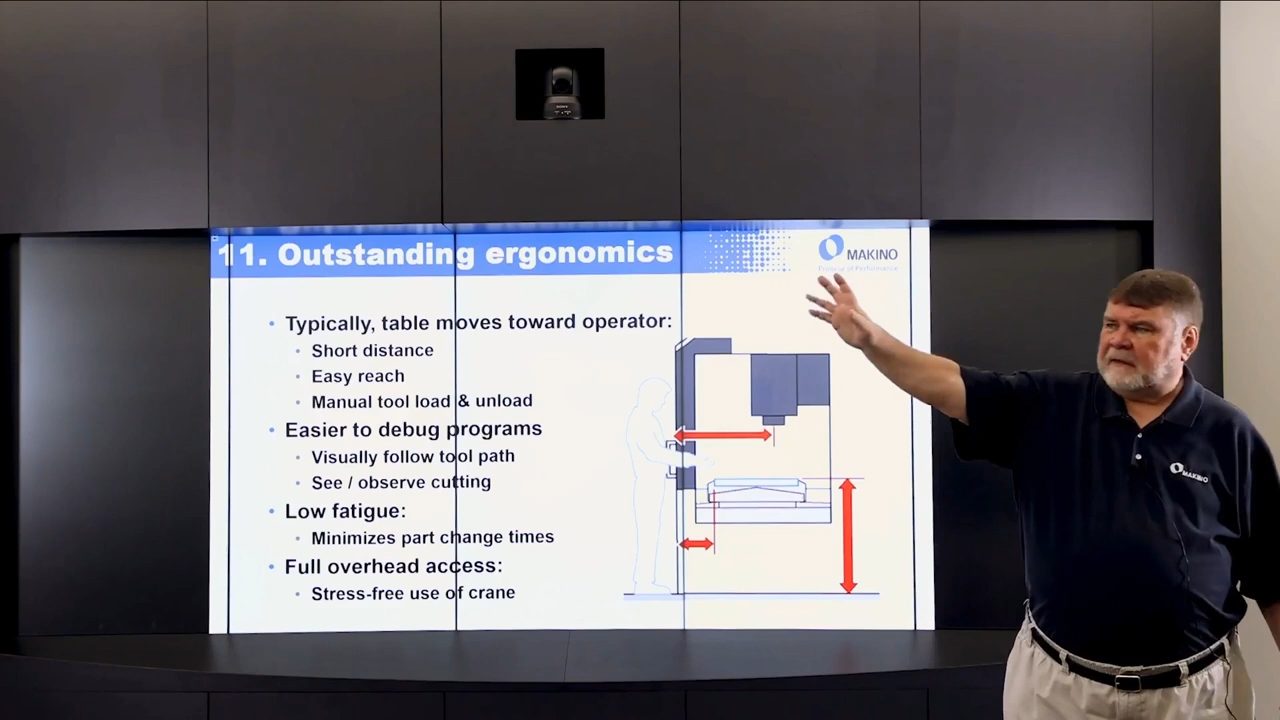 11. Outstanding ergonomics
MAKINO
• Typically, table moves toward operator:
• Short distance
• Easy reach
• Manual tool load & unload
• Easier to debug programs
• Visually follow tool path
• See / observe cutting
• Low fatigue:
• Minimizes part change times
• Full overhead access:
• Stress-free use of crane
MAKINO